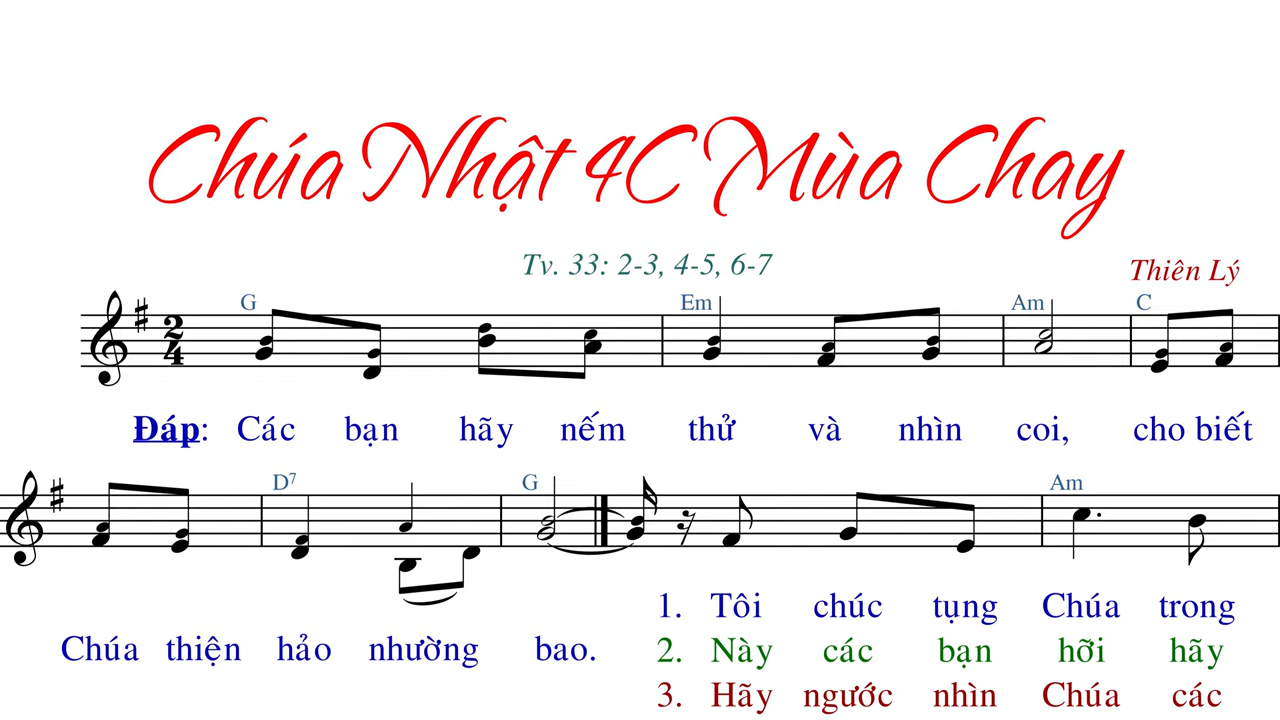 Chúa Nhật 4C Mùa Chay
Tv. 33: 2-3, 4-5, 6-7
Thiên Lý
G Em Am C
2
4
Đáp: Các bạn hãy nếm thử và nhìn coi, cho biết
D7 G Am
Chúa thiện hảo nhường bao.
1. Tôi chúc tụng Chúa trong
2. Này các bạn hỡi hãy
3. Hãy ngước nhìn Chúa các